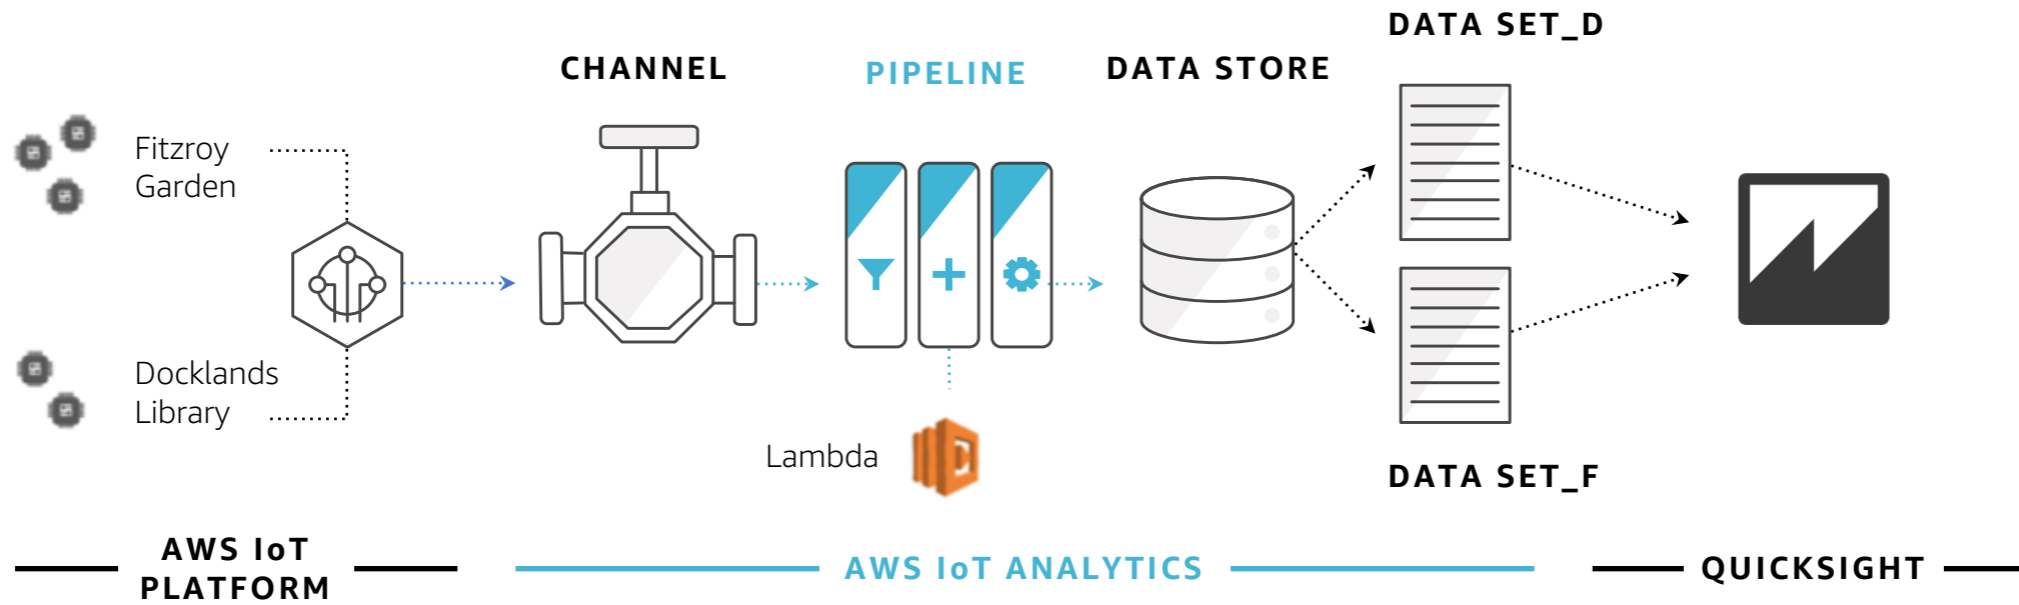 DATA SET_D
CHANNEL
PIPELINE
DATA STORE
Fitzroy
Garden
Docklands
Library
Lambda
DATA SET_F
AWS IoT
PLATFORM
AWS IoT ANALYTICS
QUICKSIGHT